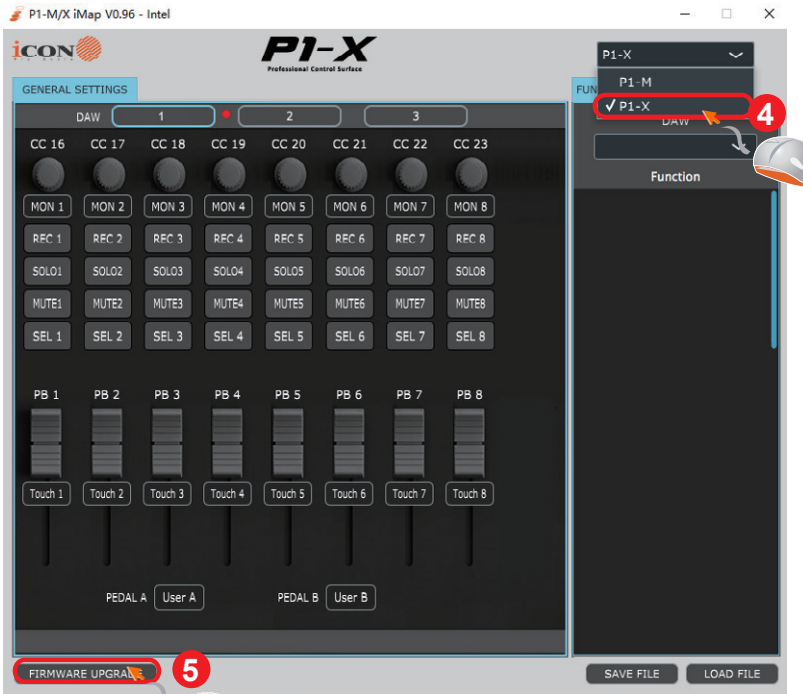 P1-M/X iMap V0.96 - Intel
icon
P1-X
Professional Control Surface
P1-X
P1-M
✓ P1-X
4
GENERAL SETTINGS
FUN
DAW 1 2 3
DAW
CC 16 CC 17 CC 18 CC 19 CC 20 CC 21 CC 22 CC 23
Function
MON 1 MON 2 MON 3 MON 4 MON 5 MON 6 MON 7 MON 8
REC 1 REC 2 REC 3 REC 4 REC 5 REC 6 REC 7 REC 8
SOLO1 SOLO2 SOLO3 SOLO4 SOLO5 SOLO6 SOLO7 SOLO8
MUTE1 MUTE2 MUTE3 MUTE4 MUTE5 MUTE6 MUTE7 MUTE8
SEL 1 SEL 2 SEL 3 SEL 4 SEL 5 SEL 6 SEL 7 SEL 8
PB 1 PB 2 PB 3 PB 4 PB 5 PB 6 PB 7 PB 8
Touch 1 Touch 2 Touch 3 Touch 4 Touch 5 Touch 6 Touch 7 Touch 8
PEDAL A User A PEDAL B User B
FIRMWARE UPGRADE 5
SAVE FILE LOAD FILE